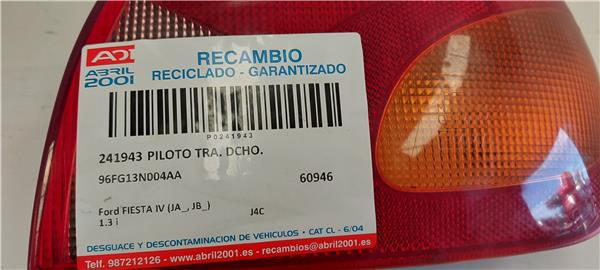 AD1
ABRIL
2001
RECAMBIO
RECICLADO - GARANTIZADO
P0241943
241943 PILOTO TRA. DCHO.
96FG13N004AA
60946
Ford FIESTA IV (JA_, JB_)
J4C
1.3 i
DESGUACE Y DESCONTAMINACION DE VEHICULOS • CAT CL - 6/04
Telf. 987212126 - www.abril2001.es - recambios@abril2001.es